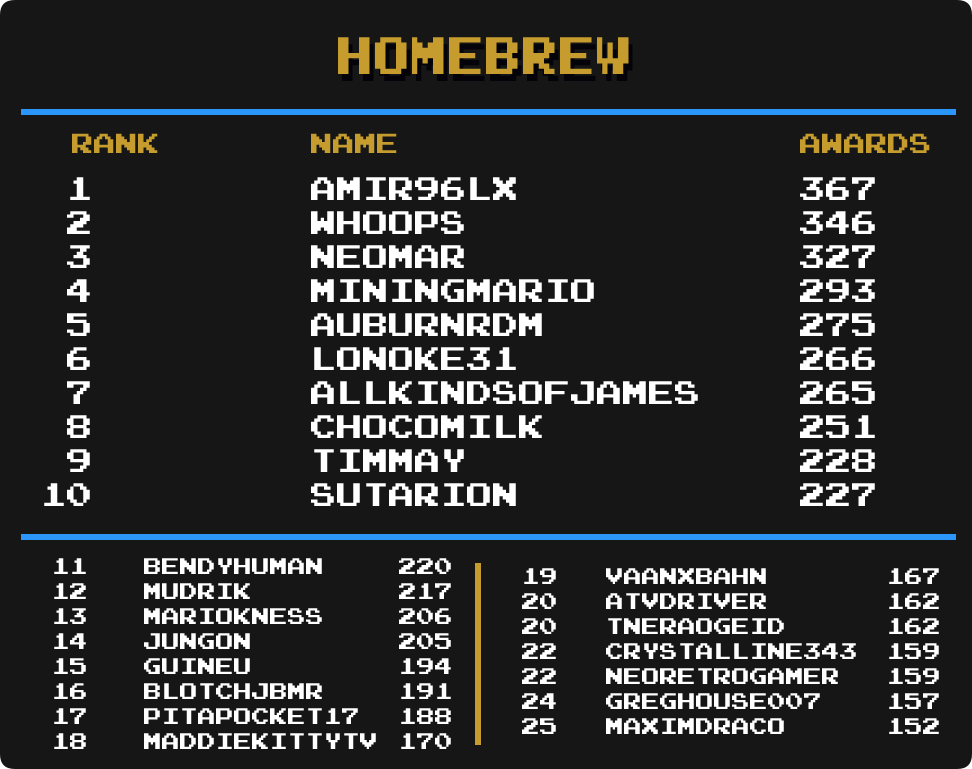 HOMEBREW
RANK NAME AWARDS
1 AMIR96LX 367
2 WHOOPS 346
3 NEOMAR 327
4 MININGMARIO 293
5 AUBURNRDM 275
6 LONOKE31 266
7 ALLKINDSOFJAMES 265
8 CHOCOMILK 251
9 TIMMAY 228
10 SUTARION 227
11 BENDYHUMAN 220
12 MUDRIK 217
13 MARIOKNESS 206
14 JUNGON 205
15 GUINEU 194
16 BLOTCHJBMR 191
17 PITAPOCKET17 188
18 MADDIEKITTYTV 170
19 VAANXBAHN 167
20 ATVDRIVER 162
20 TNERAOGEID 162
22 CRYSTALLINE343 159
22 NEORETROGAMER 159
24 GREGHOUSE007 157
25 MAXIMDRACO 152